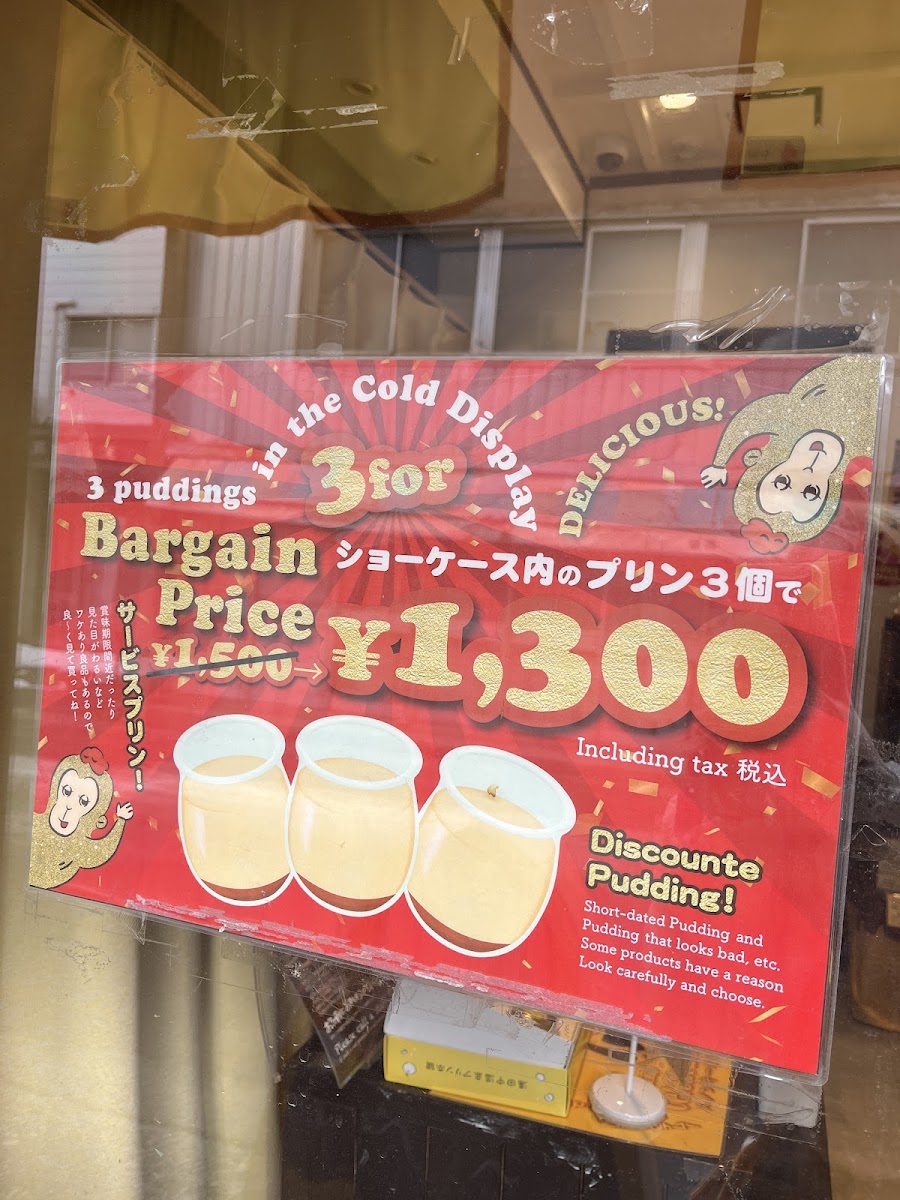 in the Cold Display
3 for
DELICIOUS!
3 puddings
Bargain
Price
ショーケース内のプリン3個で
¥1,500→
¥1,300
Including tax 税込
サービスプリン!
賞味期限間近だったり
見た目がわるいなど
ワケあり良品もあるので、
良〜く見て買ってね!
Discounte
Pudding!
Short-dated Pudding and
Pudding that looks bad, etc.
Some products have a reason
Look carefully and choose.